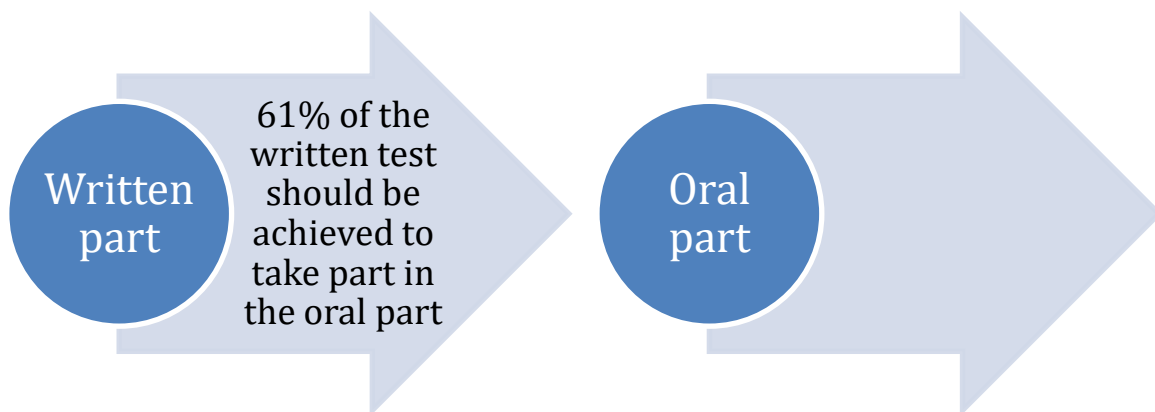 Written
part
61% of the
written test
should be
achieved to
take part in
the oral part
Oral
part